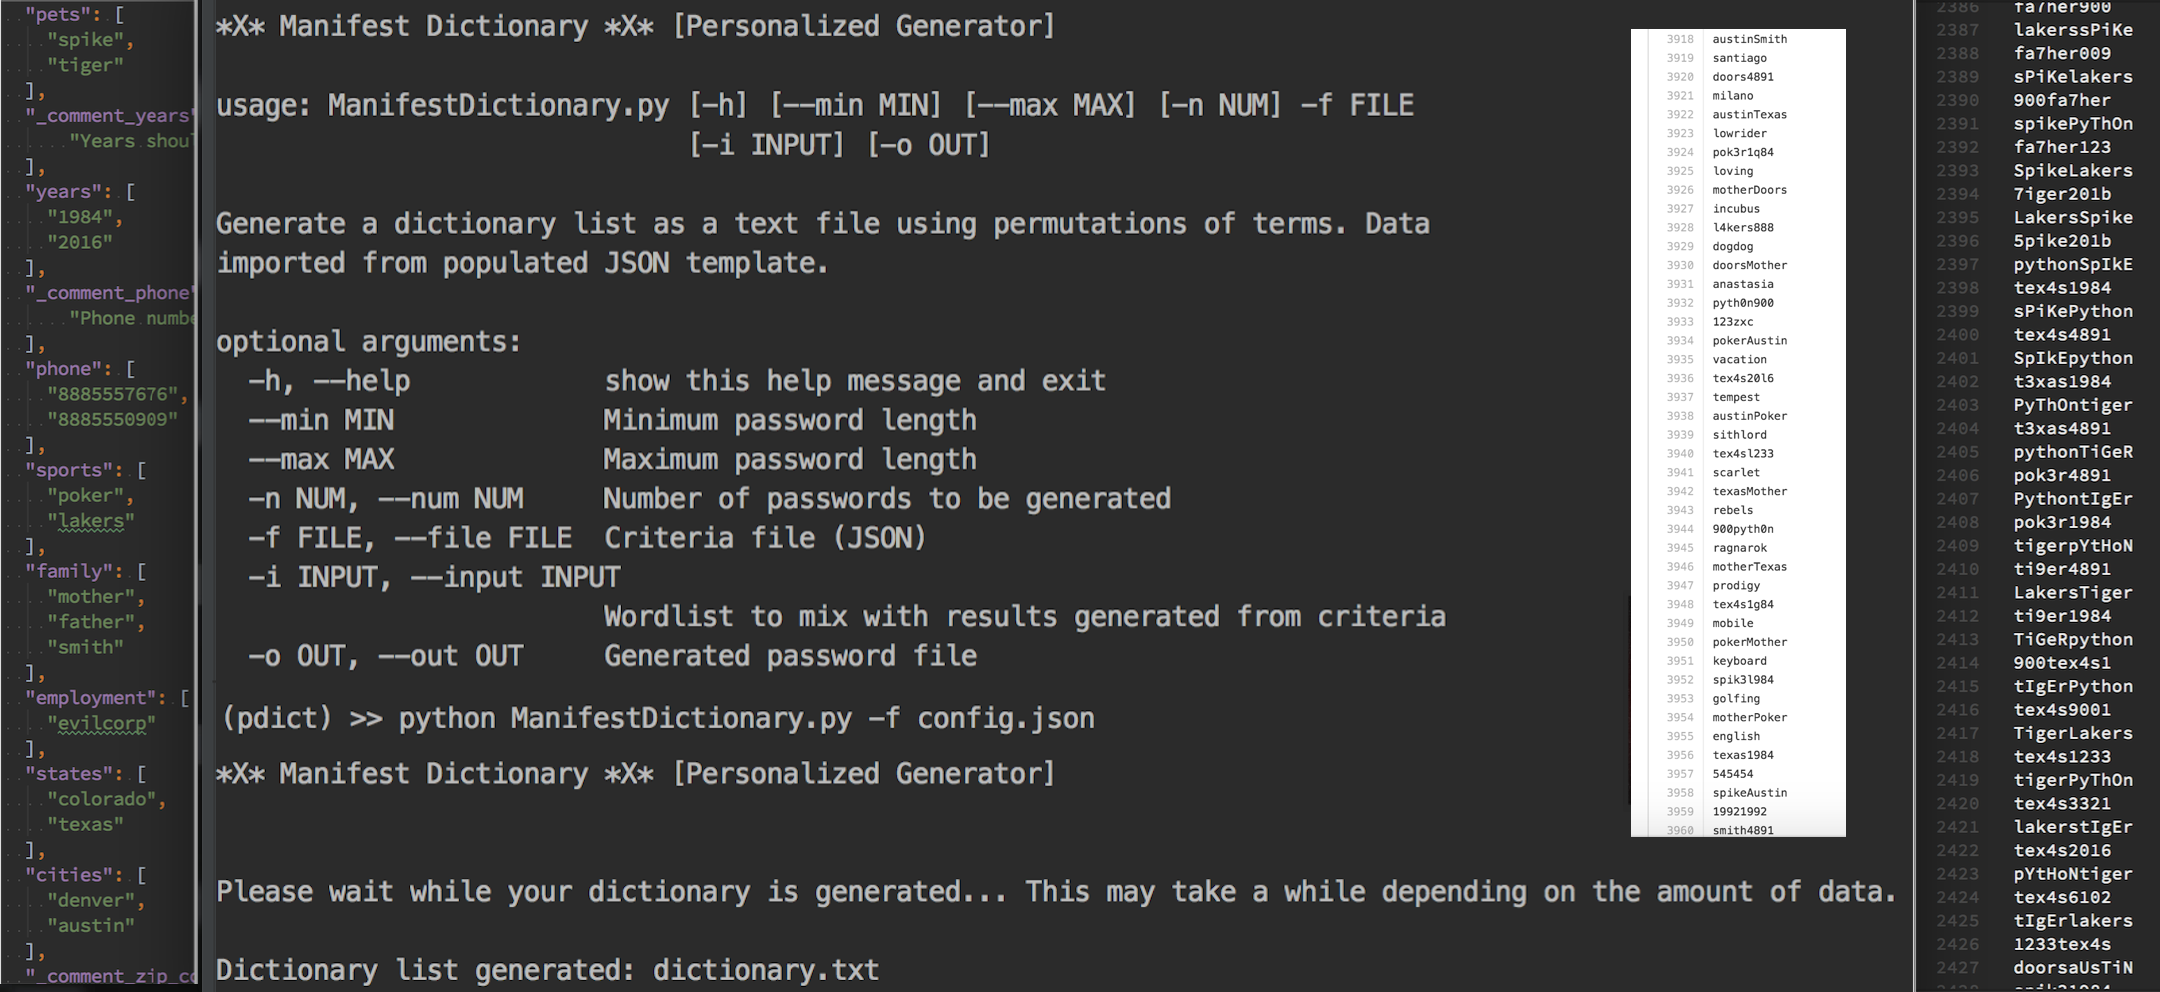 "pets": [
"spike",
"tiger"
],
"_comment_years"
"Years shoul
],
"years": [
"1984",
"2016"
],
"_comment_phone"
"Phone numbe
],
"phone": [
"8885557676",
"8885550909"
],
"sports": [
"poker",
"lakers"
],
"family": [
"mother",
"father",
"smith"
],
"employment": [
"evilcorp"
],
"states": [
"colorado",
"texas"
],
"cities": [
"denver",
"austin"
],
"_comment_zip_co
*X* Manifest Dictionary *X* [Personalized Generator]
usage: ManifestDictionary.py [-h] [--min MIN] [--max MAX] [-n NUM] -f FILE
[-i INPUT] [-o OUT]
Generate a dictionary list as a text file using permutations of terms. Data
imported from populated JSON template.
optional arguments:
-h, --help show this help message and exit
--min MIN Minimum password length
--max MAX Maximum password length
-n NUM, --num NUM Number of passwords to be generated
-f FILE, --file FILE Criteria file (JSON)
-i INPUT, --input INPUT
Wordlist to mix with results generated from criteria
-o OUT, --out OUT Generated password file
(pdict) >> python ManifestDictionary.py -f config.json
*X* Manifest Dictionary *X* [Personalized Generator]
Please wait while your dictionary is generated... This may take a while depending on the amount of data.
Dictionary list generated: dictionary.txt
3918 austinSmith
3919 santiago
3920 doors4891
3921 milano
3922 austinTexas
3923 lowrider
3924 pok3r1q84
3925 loving
3926 motherDoors
3927 incubus
3928 l4kers888
3929 dogdog
3930 doorsMother
3931 anastasia
3932 pyth0n900
3933 123zxc
3934 pokerAustin
3935 vacation
3936 tex4s20l6
3937 tempest
3938 austinPoker
3939 sithlord
3940 tex4sl233
3941 scarlet
3942 texasMother
3943 rebels
3944 900pyth0n
3945 ragnarok
3946 motherTexas
3947 prodigy
3948 tex4s1g84
3949 mobile
3950 pokerMother
3951 keyboard
3952 spik3l984
3953 golfing
3954 motherPoker
3955 english
3956 texas1984
3957 545454
3958 spikeAustin
3959 19921992
3960 smith4891
2386 fa7her900
2387 lakerssPiKe
2388 fa7her009
2389 sPiKelakers
2390 900fa7her
2391 spikePyThOn
2392 fa7her123
2393 SpikeLakers
2394 7iger201b
2395 LakersSpike
2396 5pike201b
2397 pythonSpIkE
2398 tex4s1984
2399 sPiKePython
2400 tex4s4891
2401 SpIkEpython
2402 t3xas1984
2403 PyThOntiger
2404 t3xas4891
2405 pythonTiGeR
2406 pok3r4891
2407 PythontIgEr
2408 pok3r1984
2409 tigerpYtHoN
2410 ti9er4891
2411 LakersTiger
2412 ti9er1984
2413 TiGeRpython
2414 900tex4s1
2415 tIgErPython
2416 tex4s9001
2417 TigerLakers
2418 tex4s1233
2419 tigerPyThOn
2420 tex4s3321
2421 lakerstIgEr
2422 tex4s2016
2423 pYtHoNtiger
2424 tex4s6102
2425 tIgErlakers
2426 1233tex4s
2427 doorsaUsTiN